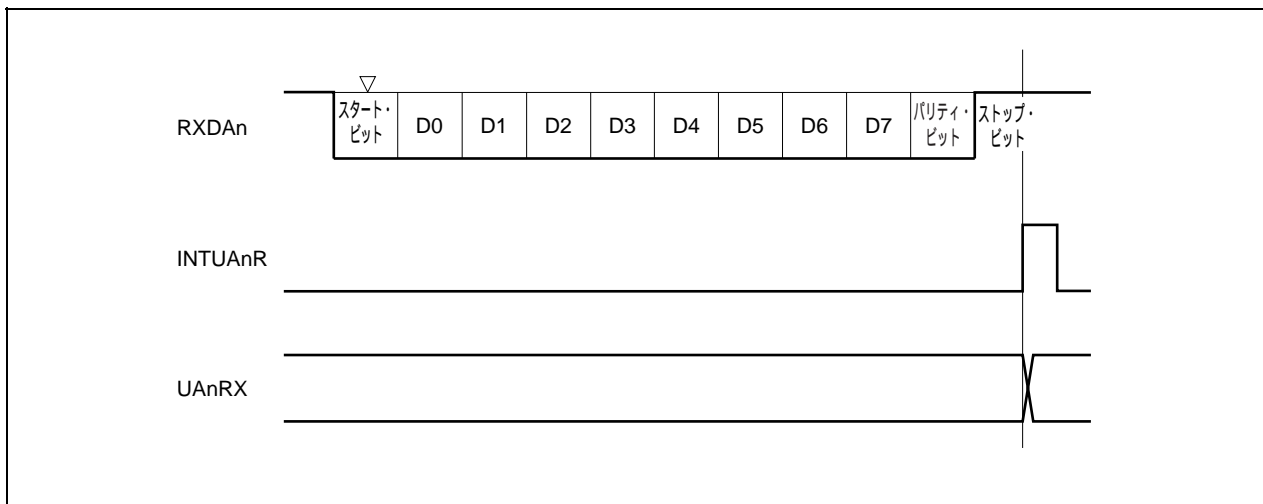 RXDAn
スタート・
ビット
D0
D1
D2
D3
D4
D5
D6
D7
パリティ・
ビット
ストップ・
ビット
INTUAnR
UAnRX